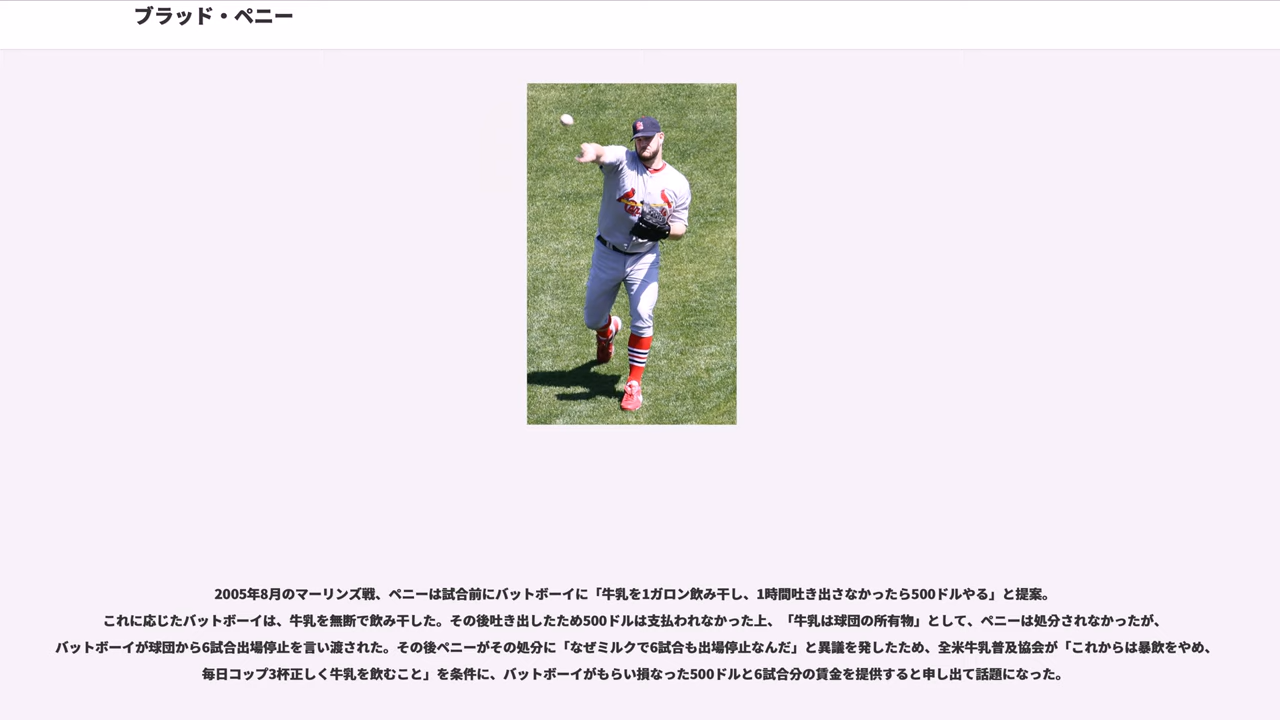 ブラッド・ペニー
2005年8月のマーリンズ戦、ペニーは試合前にバットボーイに「牛乳を1ガロン飲み干し、1時間吐き出さなかったら500ドルやる」と提案。
これに応じたバットボーイは、牛乳を無断で飲み干した。その後吐き出したため500ドルは支払われなかった上、「牛乳は球団の所有物」として、ペニーは処分されなかったが、
バットボーイが球団から6試合出場停止を言い渡された。その後ペニーがその処分に「なぜミルクで6試合も出場停止なんだ」と異議を発したため、全米牛乳普及協会が「これからは暴飲をやめ、
毎日コップ3杯正しく牛乳を飲むこと」を条件に、バットボーイがもらい損なった500ドルと6試合分の賃金を提供すると申し出て話題になった。